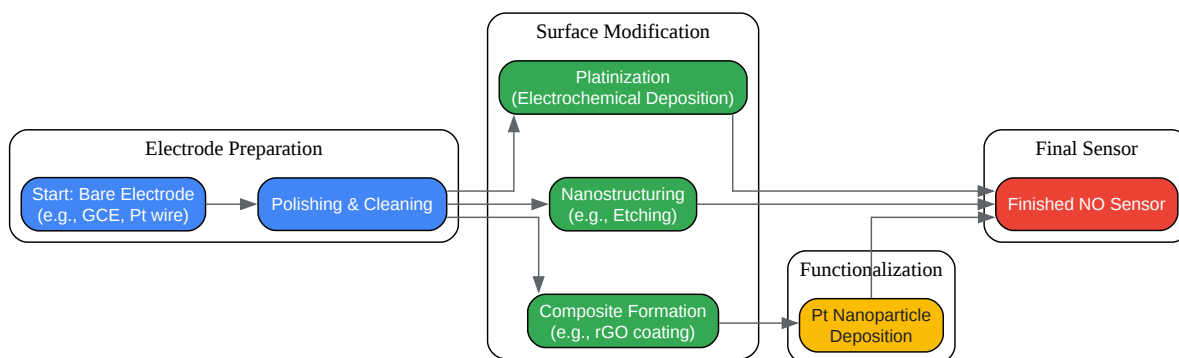 Surface Modification
Platinization
(Electrochemical Deposition)
Electrode Preparation
Final Sensor
Start: Bare Electrode
(e.g., GCE, Pt wire)
Polishing & Cleaning
Nanostructuring
(e.g., Etching)
Finished NO Sensor
Functionalization
Composite Formation
(e.g., rGO coating)
Pt Nanoparticle
Deposition